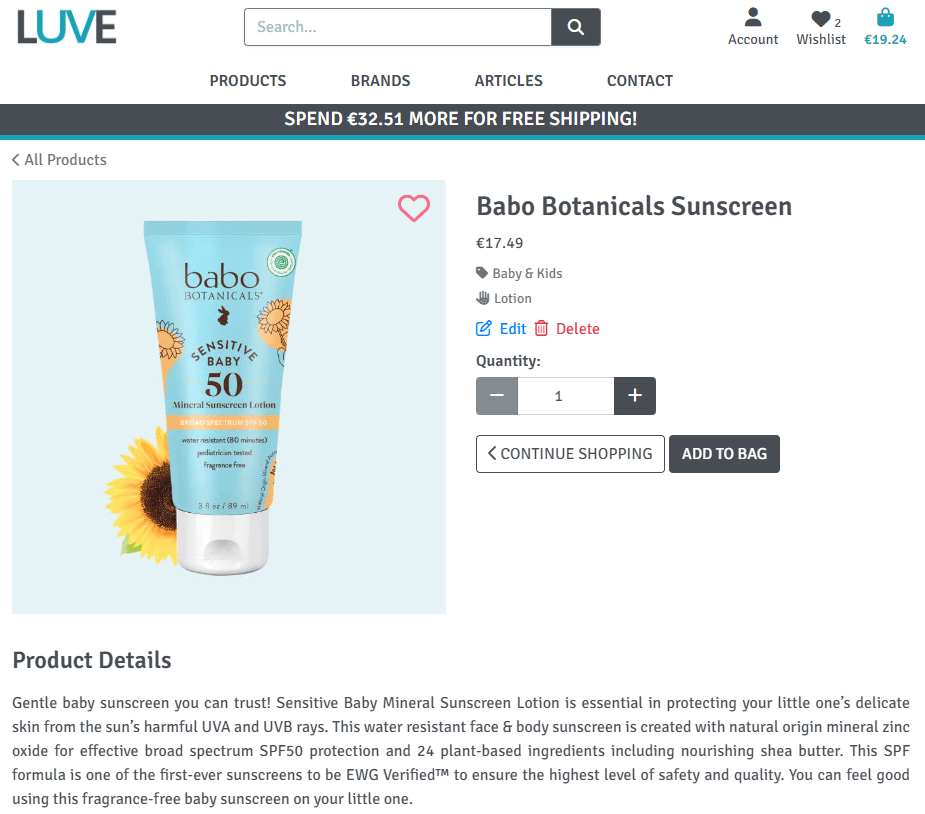 LUVE
Search...
Account
Wishlist
2
€19.24
PRODUCTS
BRANDS
ARTICLES
CONTACT
SPEND €32.51 MORE FOR FREE SHIPPING!
All Products
babo
BOTANICALS
SENSITIVE
BABY
50
Mineral Sunscreen Lotion
BROAD SPECTRUM SPF 50
water resistant (80 minutes)
pediatrician tested
fragrance free
3 fl oz / 89 ml
Babo Botanicals Sunscreen
€17.49
Baby & Kids
Lotion
Edit
Delete
Quantity:
1
CONTINUE SHOPPING
ADD TO BAG
Product Details
Gentle baby sunscreen you can trust! Sensitive Baby Mineral Sunscreen Lotion is essential in protecting your little one’s delicate
skin from the sun’s harmful UVA and UVB rays. This water resistant face & body sunscreen is created with natural origin mineral zinc
oxide for effective broad spectrum SPF50 protection and 24 plant-based ingredients including nourishing shea butter. This SPF
formula is one of the first-ever sunscreens to be EWG Verified™ to ensure the highest level of safety and quality. You can feel good
using this fragrance-free baby sunscreen on your little one.